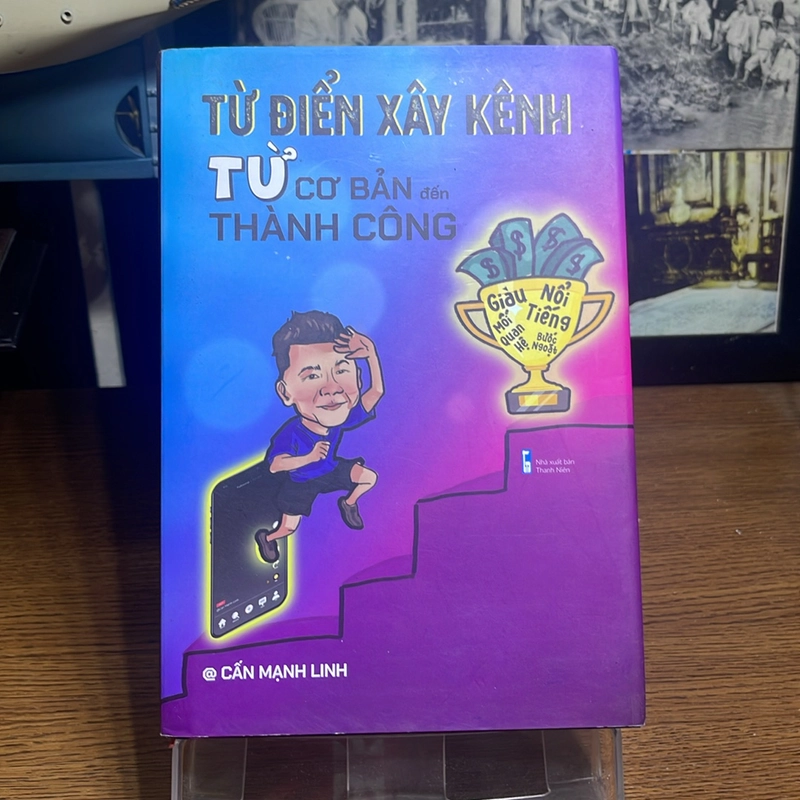 TỪ ĐIỂN XÂY KÊNH
TỪ CƠ BẢN đến
THÀNH CÔNG
$ $ $ $
Giàu
Nổi Tiếng
Mối Quan Hệ
Bước Ngoặt
Nhà xuất bản
Thanh Niên
@ CẤN MẠNH LINH